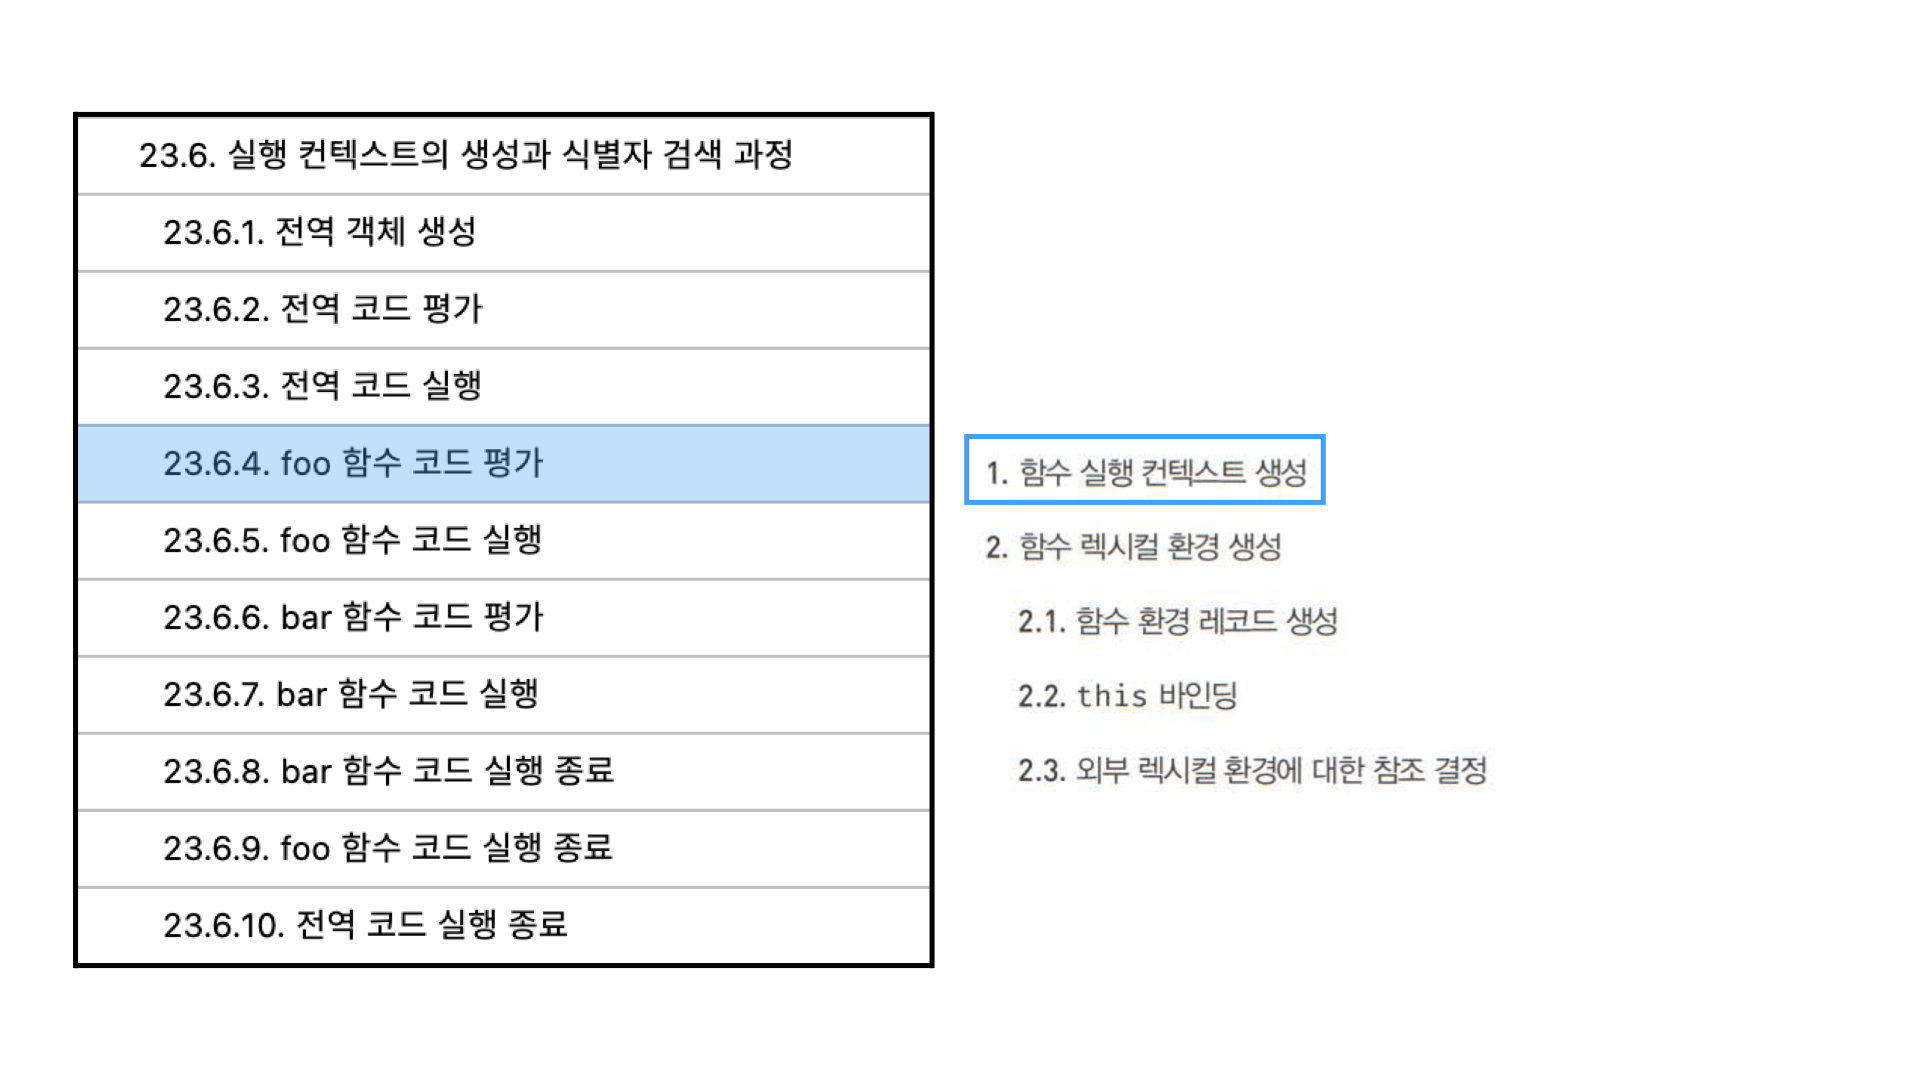 23.6. 실행 컨텍스트의 생성과 식별자 검색 과정
23.6.1. 전역 객체 생성
23.6.2. 전역 코드 평가
23.6.3. 전역 코드 실행
23.6.4. foo 함수 코드 평가
23.6.5. foo 함수 코드 실행
23.6.6. bar 함수 코드 평가
23.6.7. bar 함수 코드 실행
23.6.8. bar 함수 코드 실행 종료
23.6.9. foo 함수 코드 실행 종료
23.6.10. 전역 코드 실행 종료
1. 함수 실행 컨텍스트 생성
2. 함수 렉시컬 환경 생성
2.1. 함수 환경 레코드 생성
2.2. this 바인딩
2.3. 외부 렉시컬 환경에 대한 참조 결정